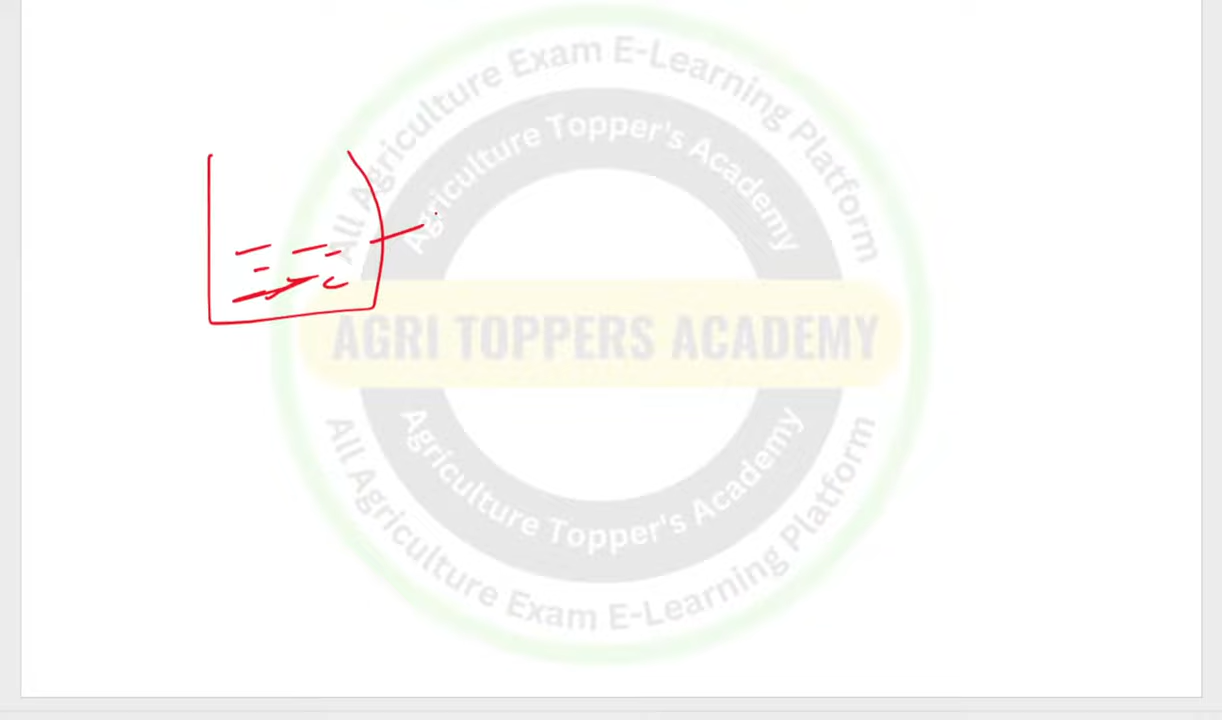 All Agriculture Exam E-Learning Platform
Agriculture Topper's Academy
AGRI TOPPERS ACADEMY
Agriculture Topper's Academy
All Agriculture Exam E-Learning Platform